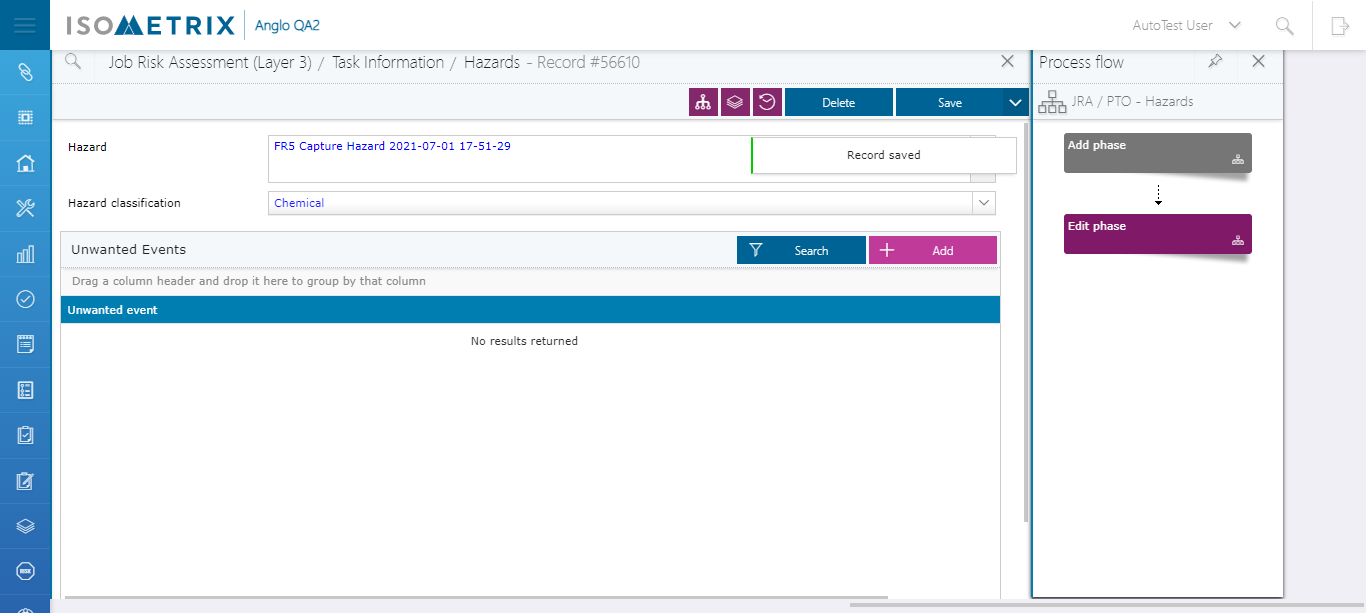 ISOMETRIX Anglo QA2 AutoTest User
Job Risk Assessment (Layer 3) / Task Information / Hazards - Record #56610
Process flow
Delete Save
JRA / PTO - Hazards
Hazard FR5 Capture Hazard 2021-07-01 17-51-29
Record saved
Add phase
Hazard classification Chemical
Edit phase
Unwanted Events Search Add
Drag a column header and drop it here to group by that column
Unwanted event
No results returned
RISK